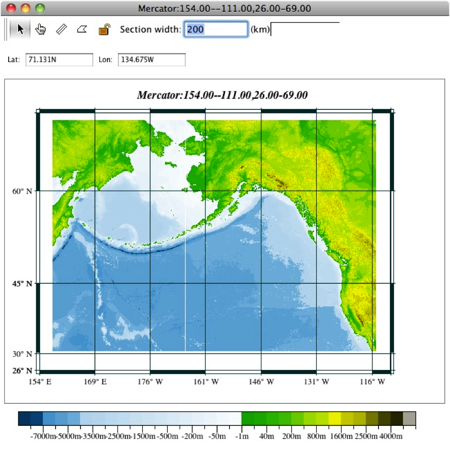 Mercator:154.00--111.00,26.00-69.00
Section width: 200 (km)
Lat: 71.131N Lon: 134.675W
Mercator:154.00--111.00,26.00-69.00
60° N
45° N
30° N
26° N
154° E 169° E 176° W 161° W 146° W 131° W 116° W
-7000m -5000m -3500m -2500m -1500m -500m -200m -50m -1m 40m 200m 800m 1600m 2500m 4000m